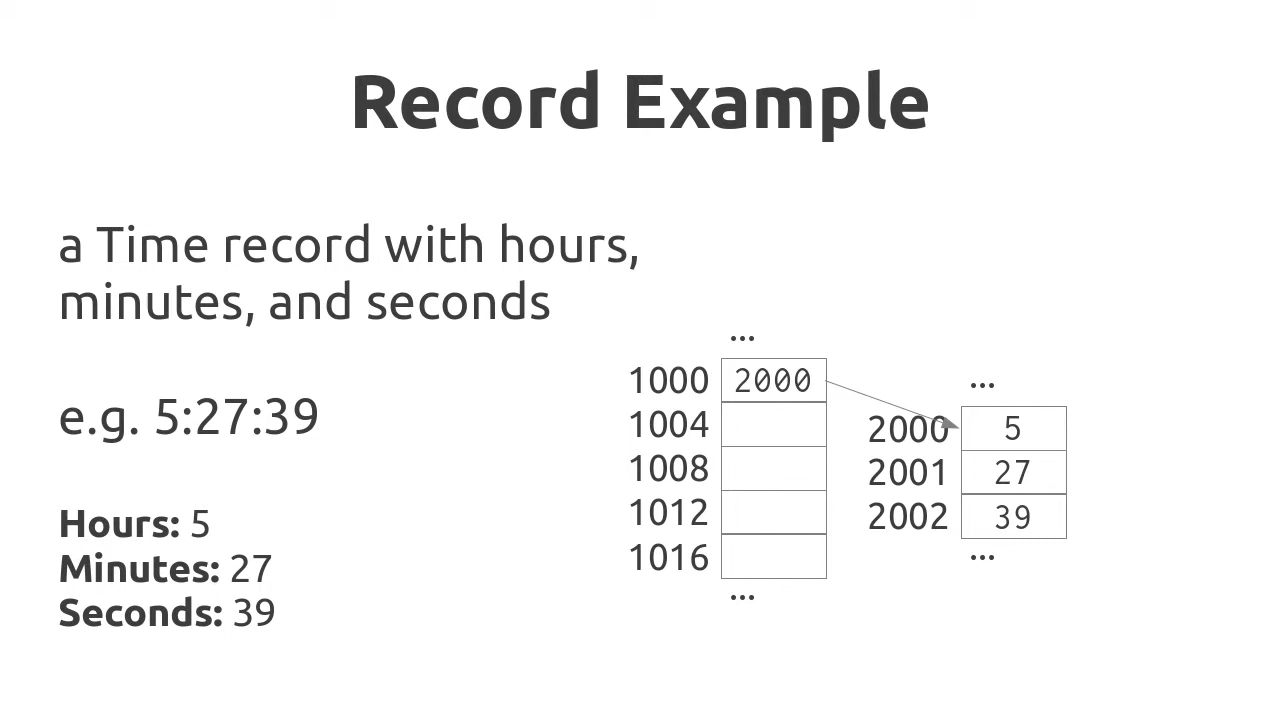 Record Example
a Time record with hours,
minutes, and seconds
e.g. 5:27:39
Hours: 5
Minutes: 27
Seconds: 39
...
1000 2000
1004
1008
1012
1016
...
...
2000 5
2001 27
2002 39
...